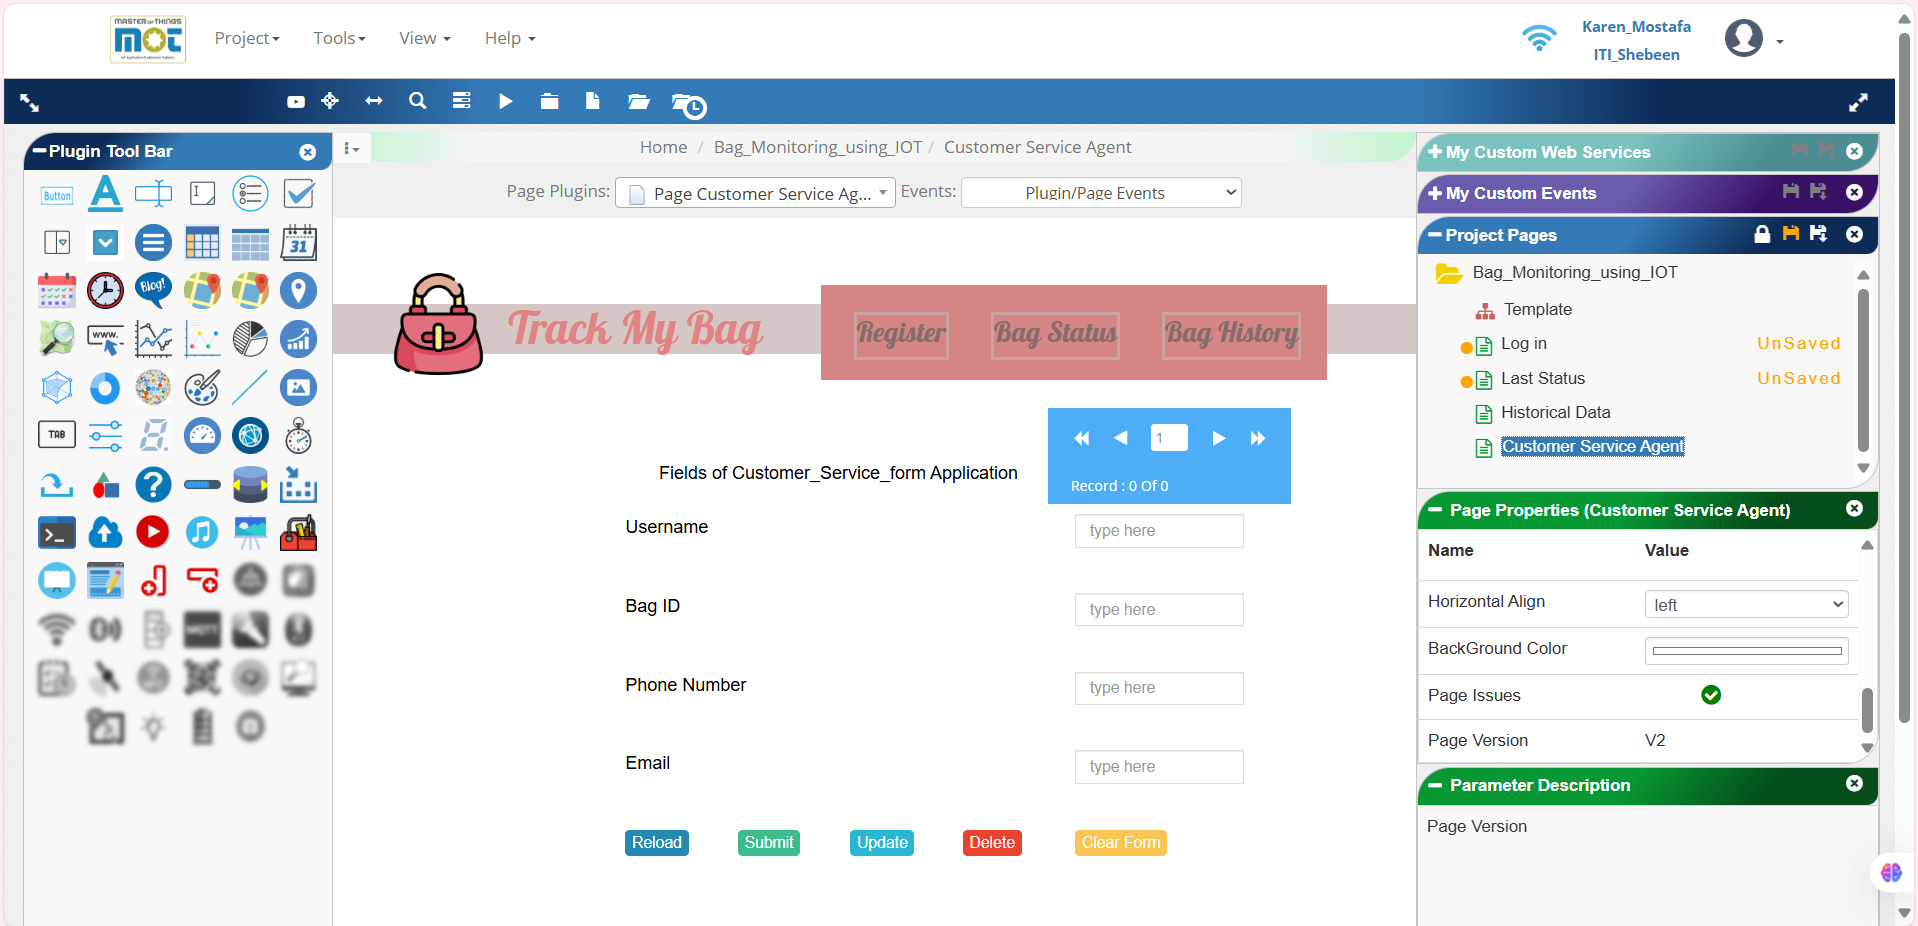 MASTER OF THINGS
MOT
Project
Tools
View
Help
Karen_Mostafa
ITI_Shebeen
Plugin Tool Bar
Button
A
I
31
Blog!
www.
TAB
?
>_
Home / Bag_Monitoring_using_IOT / Customer Service Agent
Page Plugins: Page Customer Service Ag... Events: Plugin/Page Events
Track My Bag
Register
Bag Status
Bag History
1
Record : 0 Of 0
Fields of Customer_Service_form Application
Username
type here
Bag ID
type here
Phone Number
type here
Email
type here
Reload
Submit
Update
Delete
Clear Form
My Custom Web Services
My Custom Events
Project Pages
Bag_Monitoring_using_IOT
Template
Log in UnSaved
Last Status UnSaved
Historical Data
Customer Service Agent
Page Properties (Customer Service Agent)
Name Value
Horizontal Align left
BackGround Color
Page Issues
Page Version V2
Parameter Description
Page Version